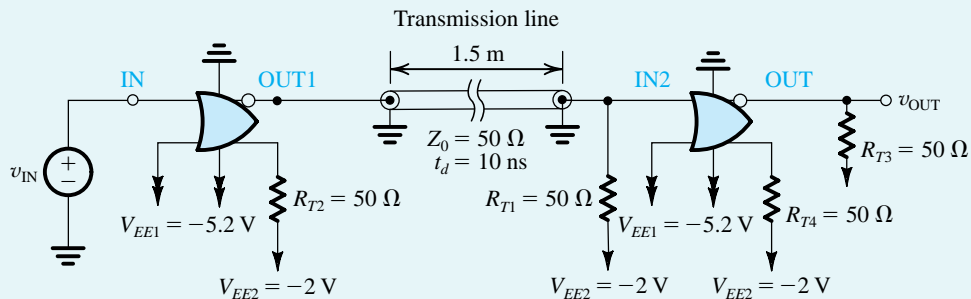 Transmission line
1.5 m
IN
OUT1
IN2
OUT
v_OUT
Z_0 = 50 Ω
t_d = 10 ns
v_IN
+
−
R_T3 = 50 Ω
R_T2 = 50 Ω
R_T1 = 50 Ω
R_T4 = 50 Ω
V_EE1 = −5.2 V
V_EE1 = −5.2 V
V_EE2 = −2 V
V_EE2 = −2 V
V_EE2 = −2 V